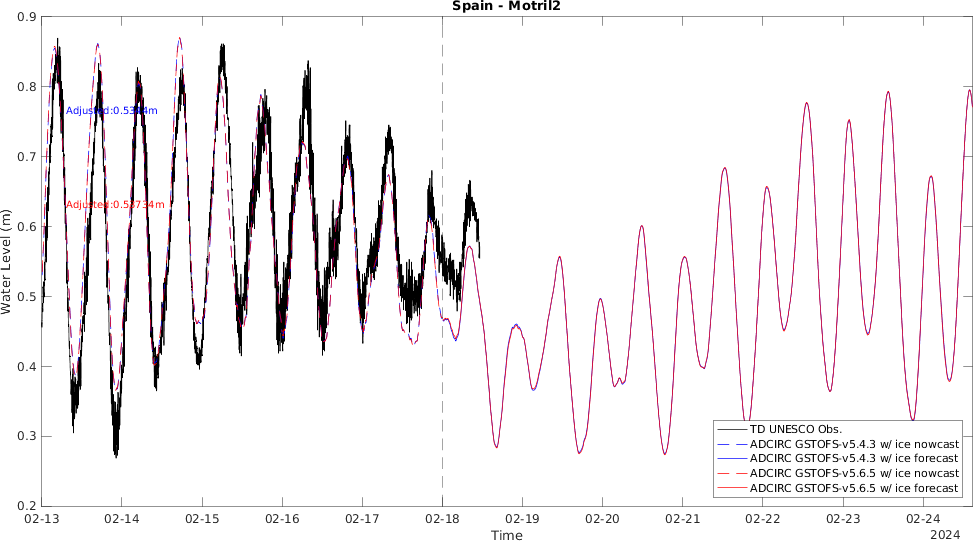 Spain - Motril2
0.9
0.8
0.7
0.6
0.5
0.4
0.3
0.2
Water Level (m)
Adjusted:0.5334m
Adjusted:0.53734m
TD UNESCO Obs.
ADCIRC GSTOFS-v5.4.3 w/ ice nowcast
ADCIRC GSTOFS-v5.4.3 w/ ice forecast
ADCIRC GSTOFS-v5.6.5 w/ ice nowcast
ADCIRC GSTOFS-v5.6.5 w/ ice forecast
02-13 02-14 02-15 02-16 02-17 02-18 02-19 02-20 02-21 02-22 02-23 02-24
Time
2024